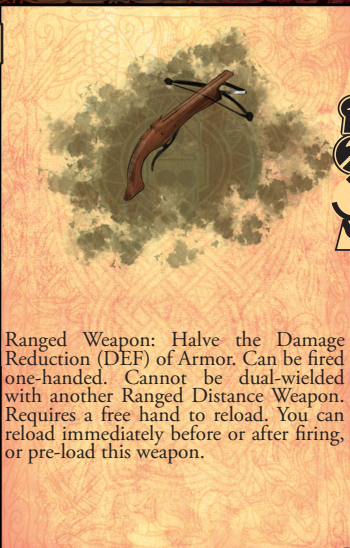 Ranged Weapon: Halve the Damage
Reduction (DEF) of Armor. Can be fired
one-handed. Cannot be dual-wielded
with another Ranged Distance Weapon.
Requires a free hand to reload. You can
reload immediately before or after firing,
or pre-load this weapon.